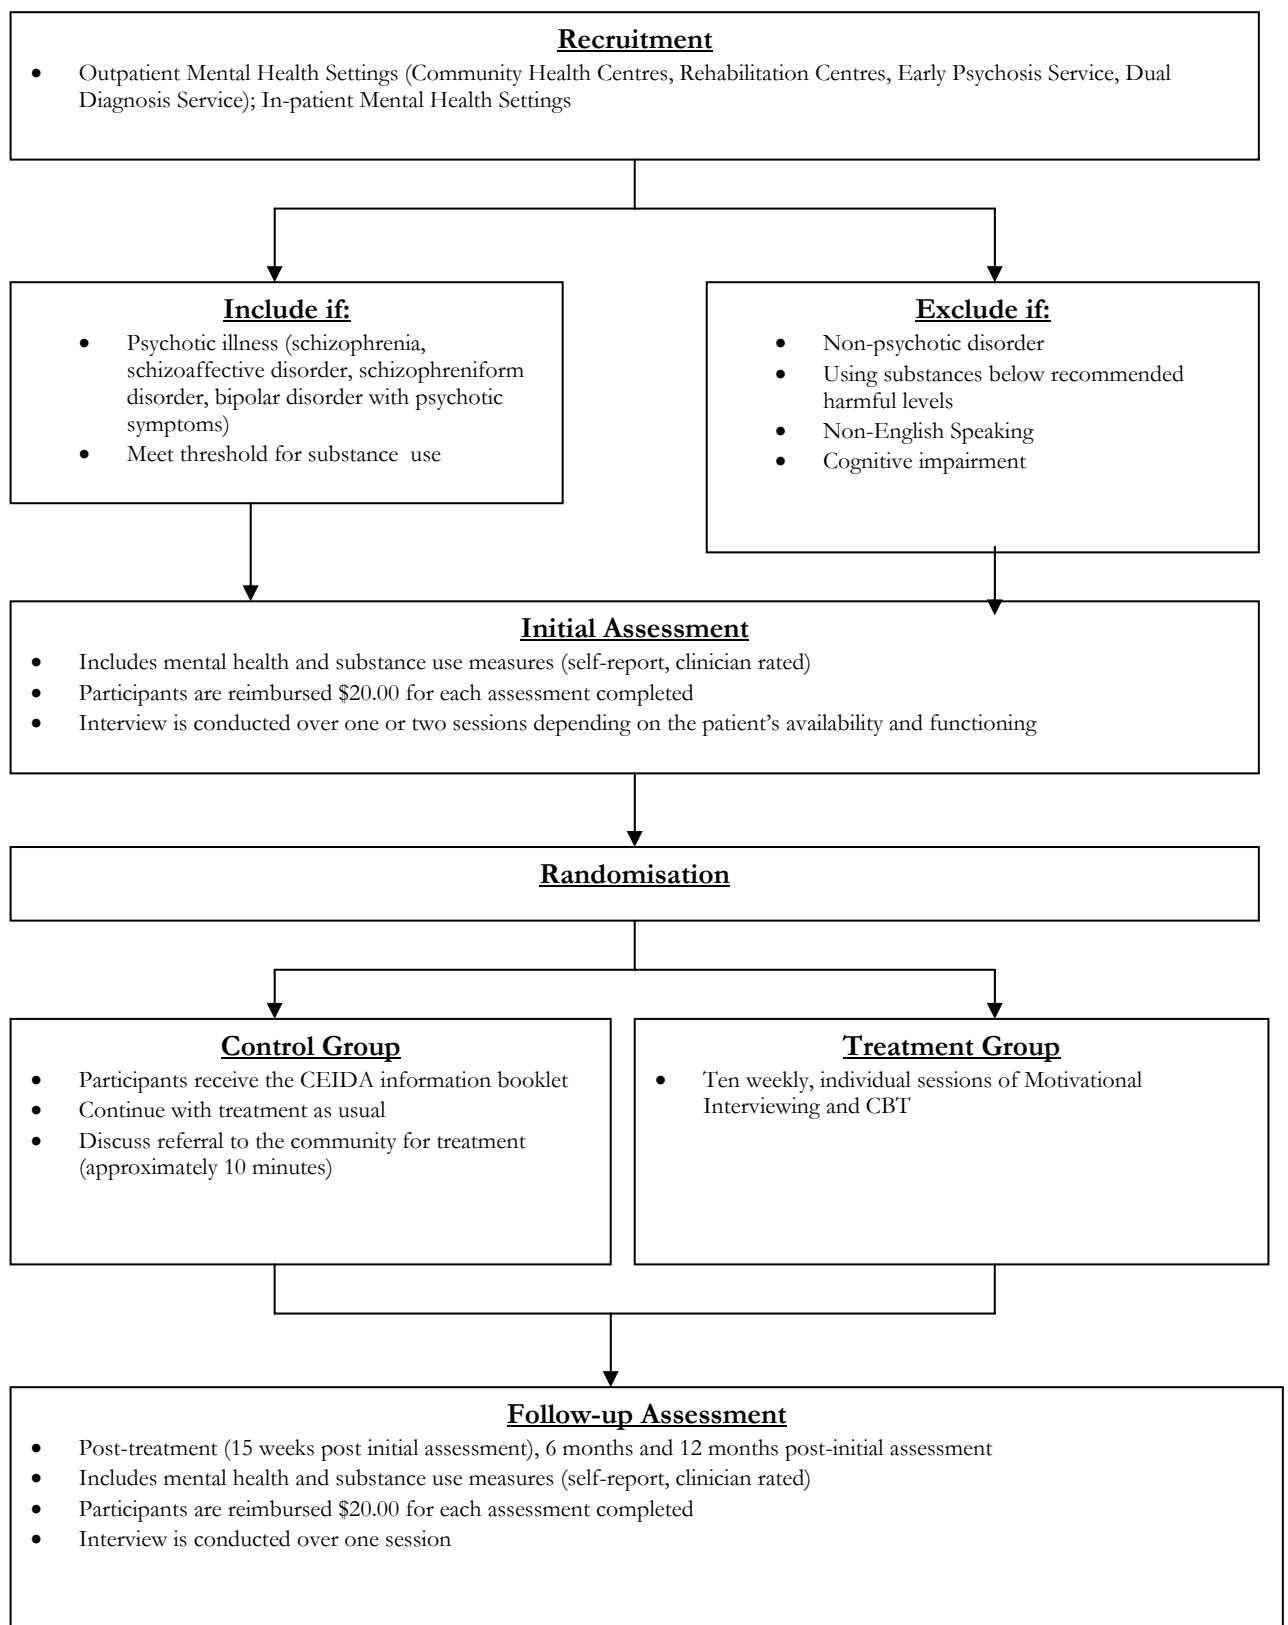 Recruitment
• Outpatient Mental Health Settings (Community Health Centres, Rehabilitation Centres, Early Psychosis Service, Dual
Diagnosis Service); In-patient Mental Health Settings
Include if:
• Psychotic illness (schizophrenia,
schizoaffective disorder, schizophreniform
disorder, bipolar disorder with psychotic
symptoms)
• Meet threshold for substance  use
Exclude if:
• Non-psychotic disorder
• Using substances below recommended
harmful levels
• Non-English Speaking
• Cognitive impairment
Initial Assessment
• Includes mental health and substance use measures (self-report, clinician rated)
• Participants are reimbursed $20.00 for each assessment completed
• Interview is conducted over one or two sessions depending on the patient’s availability and functioning
Randomisation
Control Group
• Participants receive the CEIDA information booklet
• Continue with treatment as usual
• Discuss referral to the community for treatment
(approximately 10 minutes)
Treatment Group
• Ten weekly, individual sessions of Motivational
Interviewing and CBT
Follow-up Assessment
• Post-treatment (15 weeks post initial assessment), 6 months and 12 months post-initial assessment
• Includes mental health and substance use measures (self-report, clinician rated)
• Participants are reimbursed $20.00 for each assessment completed
• Interview is conducted over one session